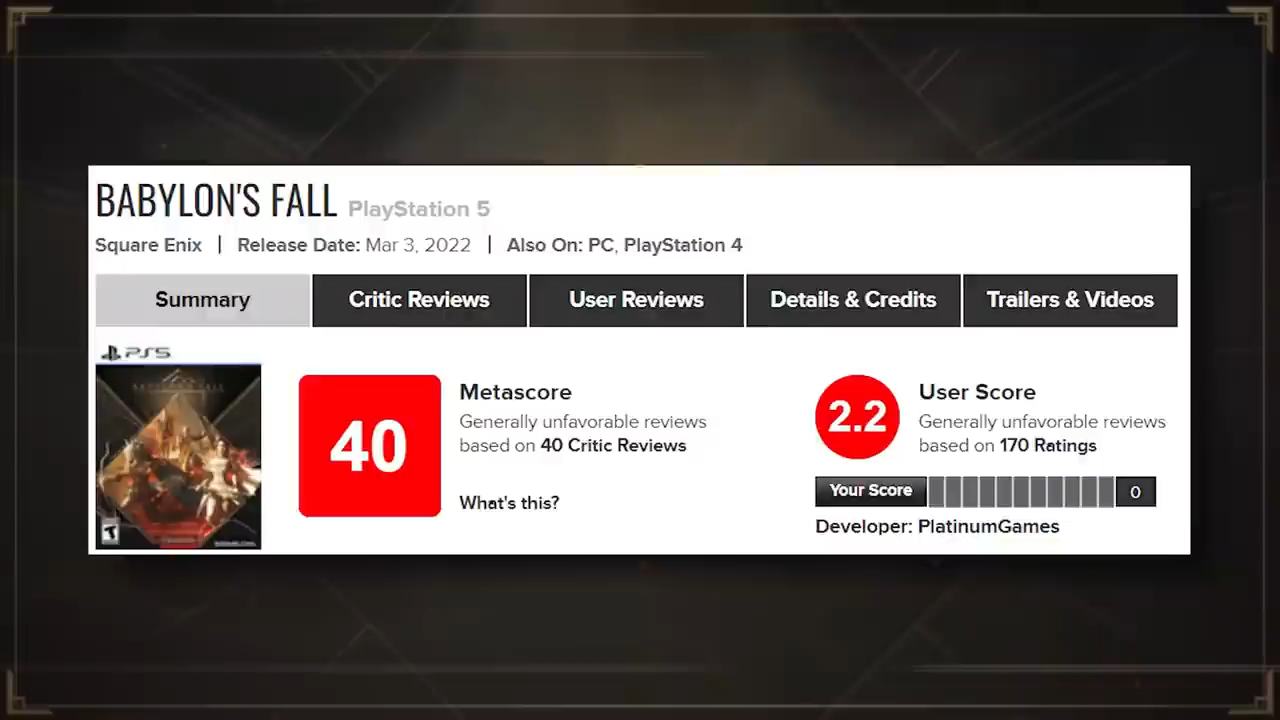 BABYLON'S FALL PlayStation 5
Square Enix | Release Date: Mar 3, 2022 | Also On: PC, PlayStation 4
Summary Critic Reviews User Reviews Details & Credits Trailers & Videos
PS5
BABYLON'S FALL
T
40
Metascore
Generally unfavorable reviews
based on 40 Critic Reviews
What's this?
2.2
User Score
Generally unfavorable reviews
based on 170 Ratings
Your Score 0
Developer: PlatinumGames